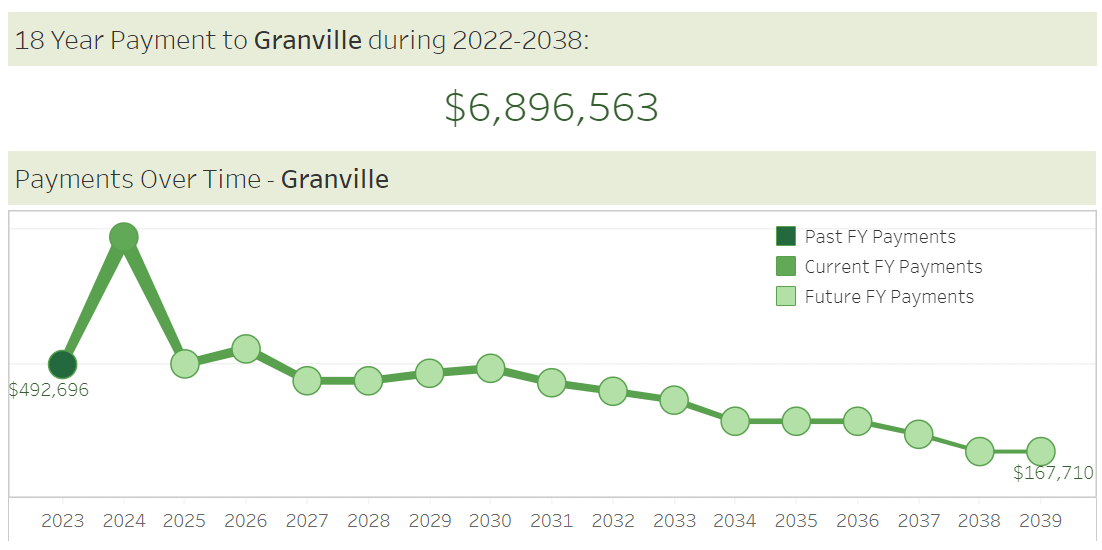 18 Year Payment to Granville during 2022-2038:
$6,896,563
Payments Over Time - Granville
Past FY Payments
Current FY Payments
Future FY Payments
$492,696
$167,710
2023 2024 2025 2026 2027 2028 2029 2030 2031 2032 2033 2034 2035 2036 2037 2038 2039